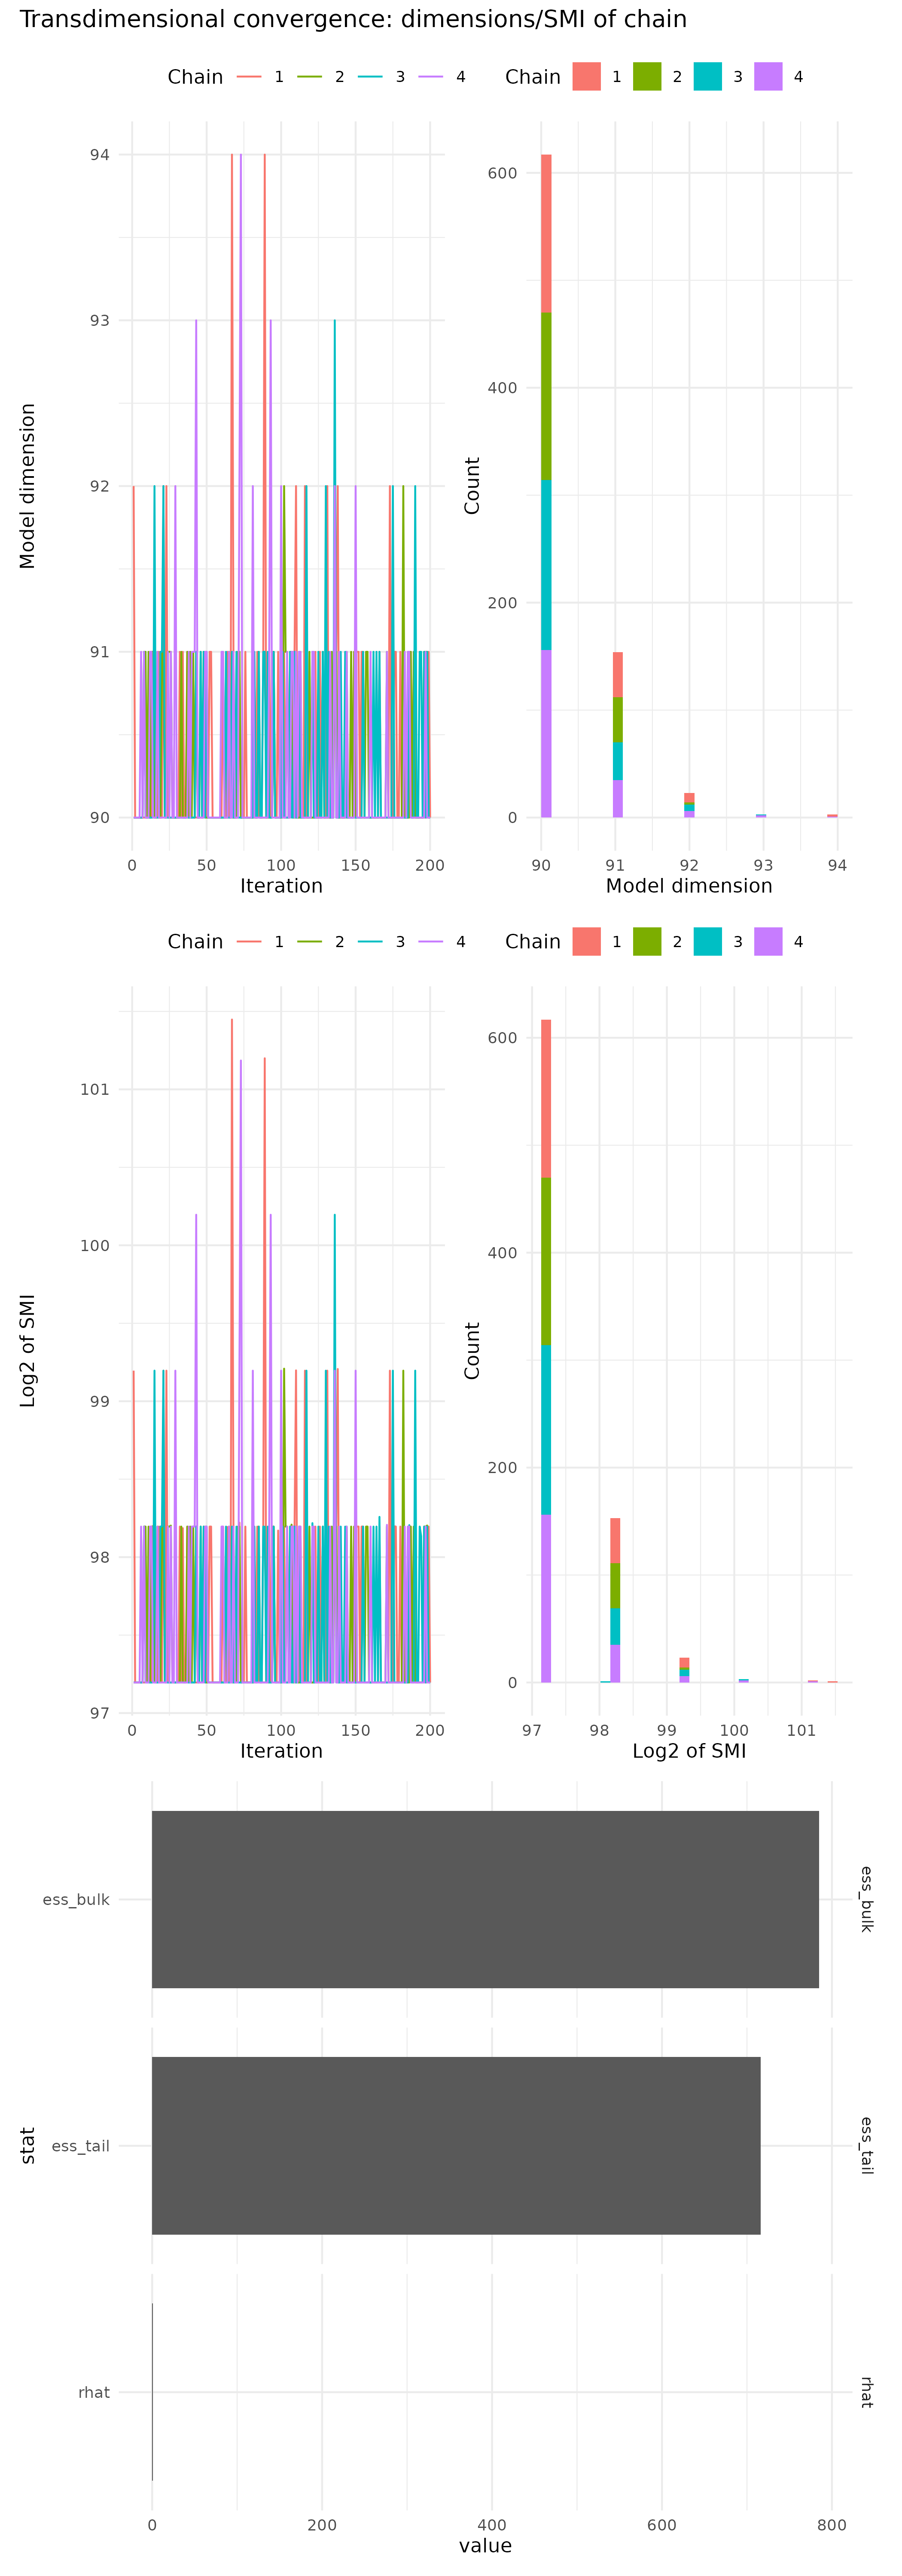 Transdimensional convergence: dimensions/SMI of chain
Chain 1 2 3 4
Chain 1 2 3 4
Model dimension
94
93
92
91
90
0 50 100 150 200
Iteration
Count
600
400
200
0
90 91 92 93 94
Model dimension
Chain 1 2 3 4
Chain 1 2 3 4
Log2 of SMI
101
100
99
98
97
0 50 100 150 200
Iteration
Count
600
400
200
0
97 98 99 100 101
Log2 of SMI
stat
ess_bulk
ess_bulk
ess_tail
ess_tail
rhat
rhat
0 200 400 600 800
value